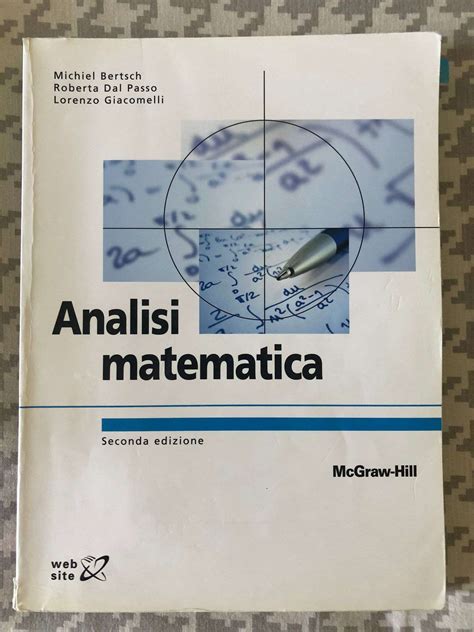 Michiel Bertsch
Roberta Dal Passo
Lorenzo Giacomelli
Analisi
matematica
Seconda edizione
McGraw-Hill
web
site